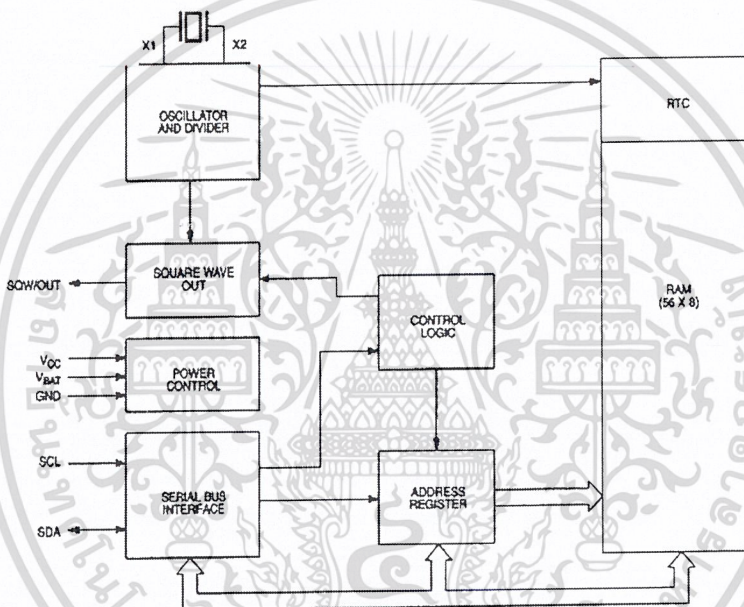 X1
X2
OSCILLATOR
AND DIVIDER
RTC
SQUARE WAVE
OUT
SQW/OUT
CONTROL
LOGIC
RAM
(56 X 8)
VCC
VBAT
GND
POWER
CONTROL
SCL
SERIAL BUS
INTERFACE
ADDRESS
REGISTER
SDA